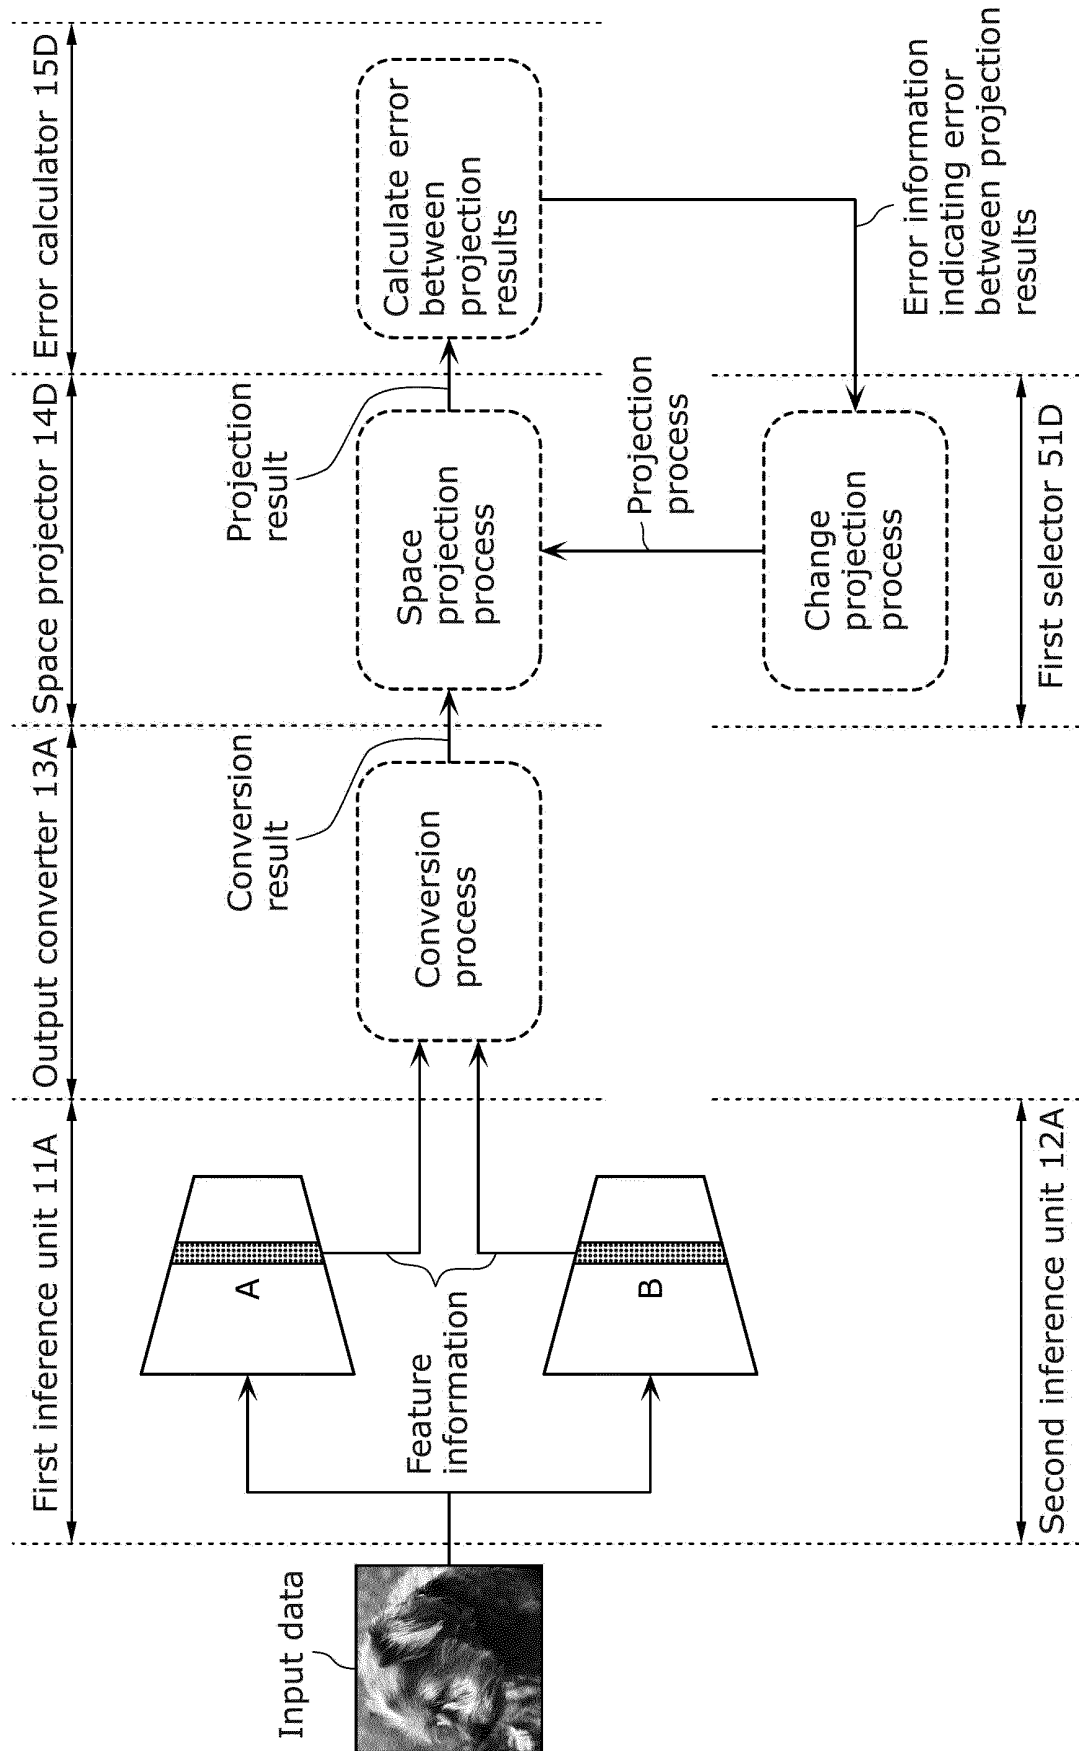 First inference unit 11A
Output converter 13A
Space projector 14D
Error calculator 15D
Input data
A
B
Feature
information
Conversion
process
Conversion
result
Space
projection
process
Projection
result
Calculate error
between
projection
results
Projection
process
Change
projection
process
Error information
indicating error
between projection
results
Second inference unit 12A
First selector 51D